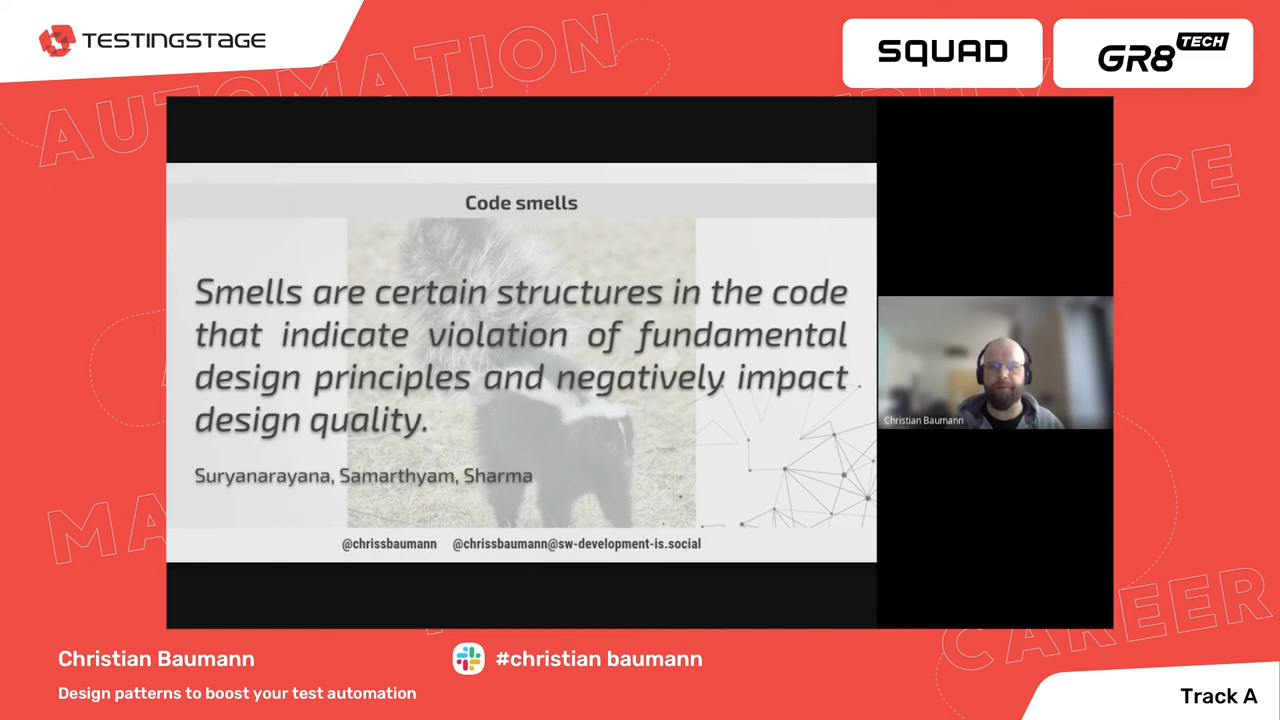 TESTINGSTAGE
SQUAD
GR8 TECH
AUTOMATION
Code smells
Smells are certain structures in the code
that indicate violation of fundamental
design principles and negatively impact
design quality.
Suryanarayana, Samarthyam, Sharma
@chrissbaumann @chrissbaumann@sw-development-is.social
Christian Baumann
CAREER
Christian Baumann
#christian baumann
Design patterns to boost your test automation
Track A